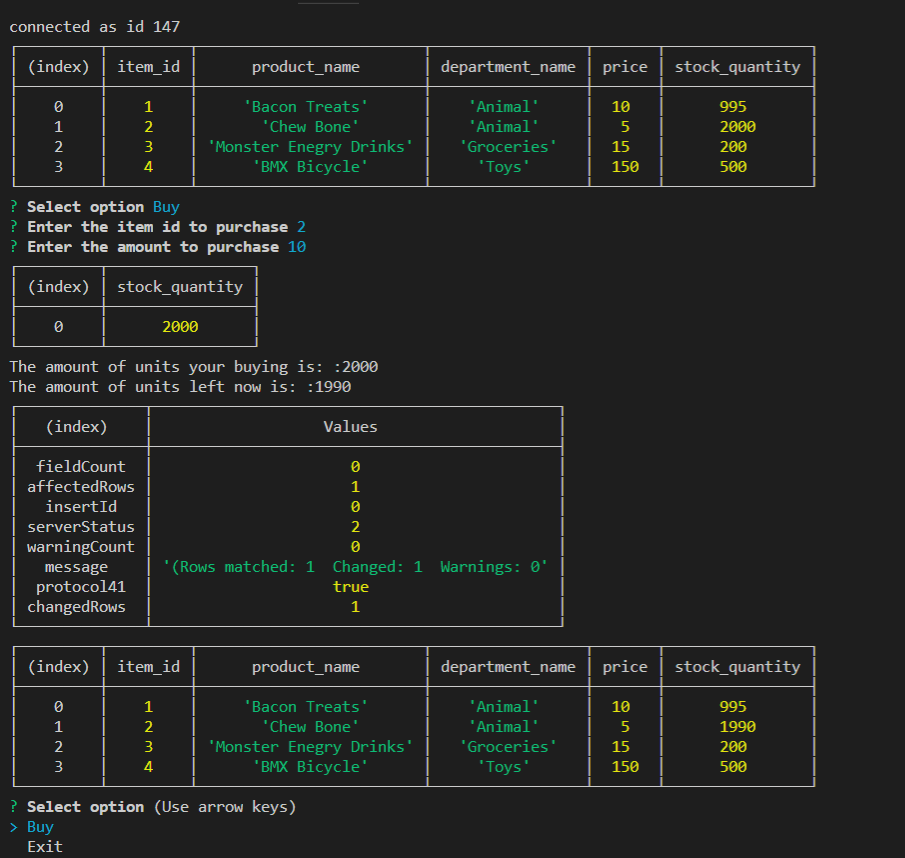 connected as id 147
(index) item_id product_name department_name price stock_quantity
0 1 'Bacon Treats' 'Animal' 10 995
1 2 'Chew Bone' 'Animal' 5 2000
2 3 'Monster Enegry Drinks' 'Groceries' 15 200
3 4 'BMX Bicycle' 'Toys' 150 500
? Select option Buy
? Enter the item id to purchase 2
? Enter the amount to purchase 10
(index) stock_quantity
0 2000
The amount of units your buying is: :2000
The amount of units left now is: :1990
(index) Values
fieldCount 0
affectedRows 1
insertId 0
serverStatus 2
warningCount 0
message '(Rows matched: 1  Changed: 1  Warnings: 0'
protocol41 true
changedRows 1
(index) item_id product_name department_name price stock_quantity
0 1 'Bacon Treats' 'Animal' 10 995
1 2 'Chew Bone' 'Animal' 5 1990
2 3 'Monster Enegry Drinks' 'Groceries' 15 200
3 4 'BMX Bicycle' 'Toys' 150 500
? Select option (Use arrow keys)
> Buy
Exit